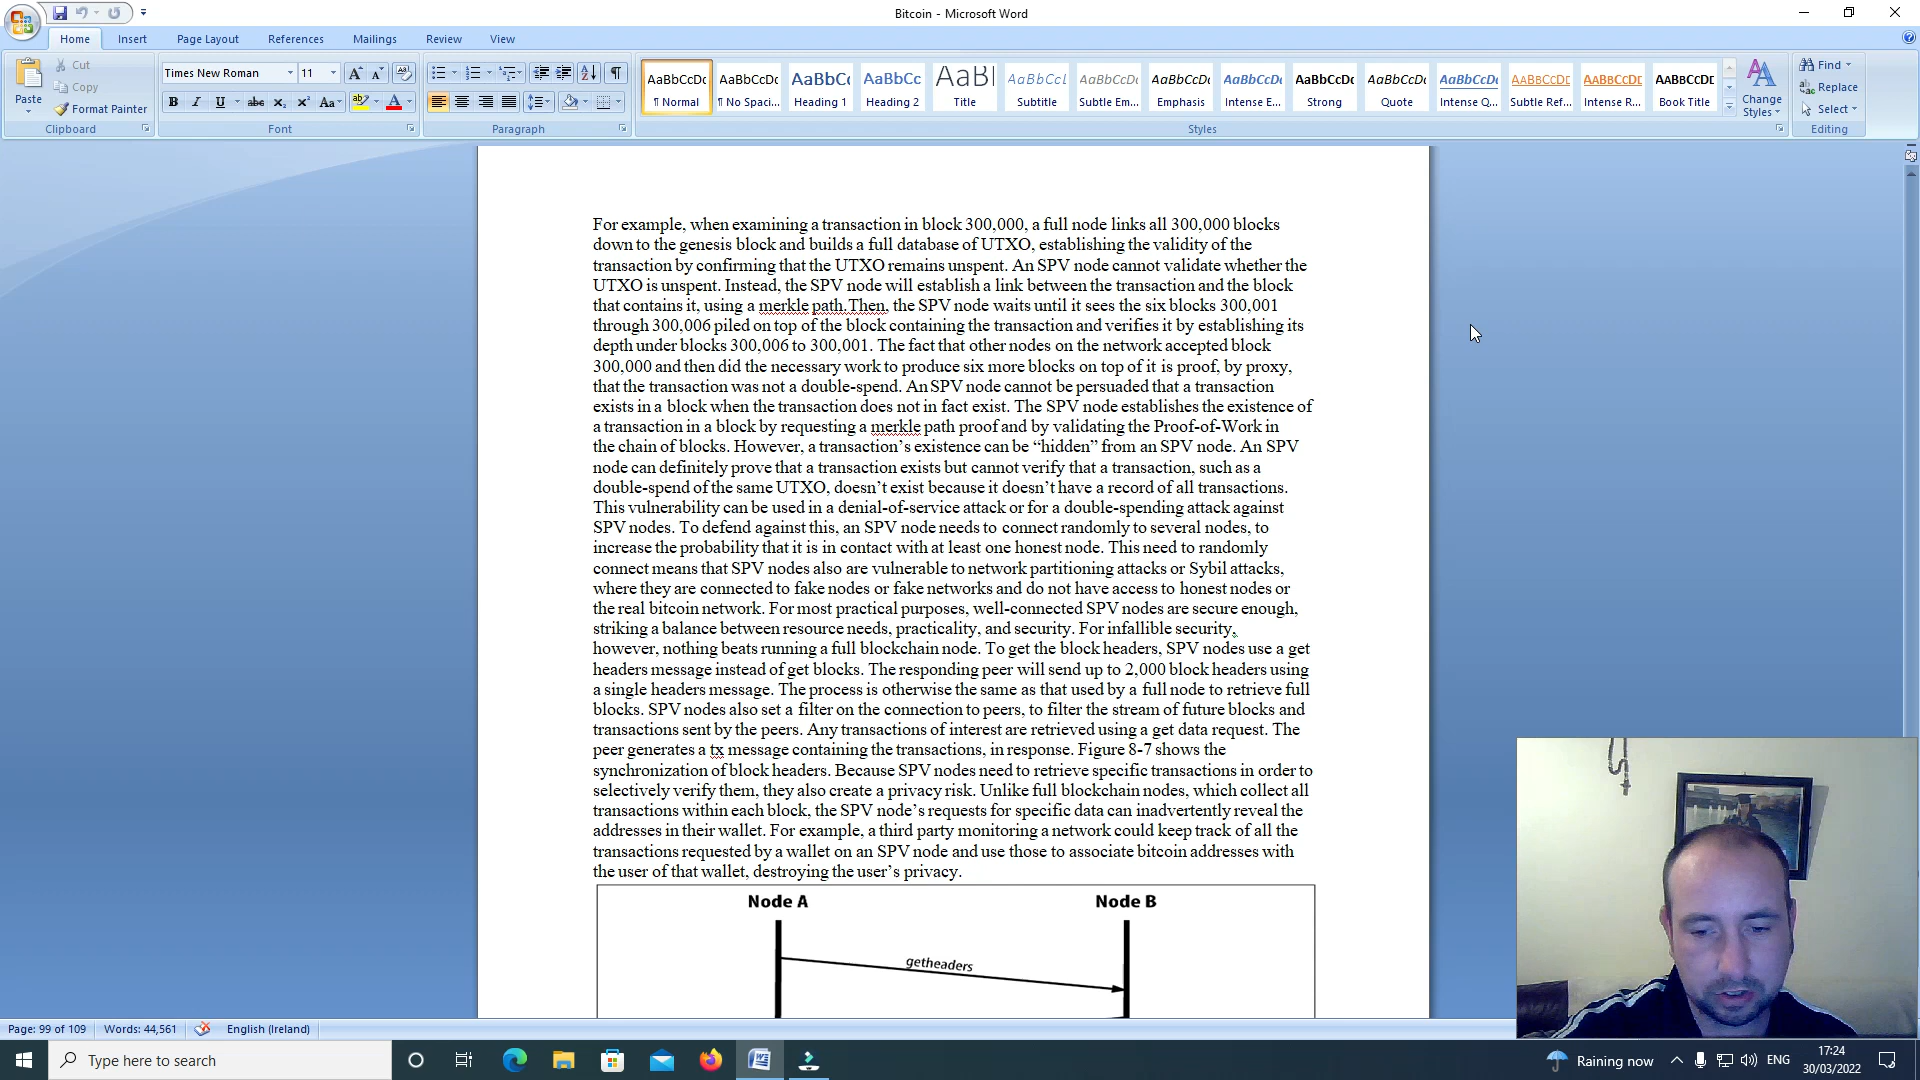 Bitcoin - Microsoft Word
Home Insert Page Layout References Mailings Review View
Paste
Cut
Copy
Format Painter
Clipboard
Times New Roman 11
Font
Paragraph
AaBbCcDc AaBbCcDc AaBbC AaBbCc AaB AaBbCcL AaBbCcDc AaBbCcDc AaBbCcDc AaBbCcDc AaBbCcDc AaBbCcDc AABBCCDE AABBCCDE AABBCCDE
¶ Normal ¶ No Spaci... Heading 1 Heading 2 Title Subtitle Subtle Em... Emphasis Intense E... Strong Quote Intense Q... Subtle Ref... Intense R... Book Title
Change Styles
Styles
Find
Replace
Select
Editing
For example, when examining a transaction in block 300,000, a full node links all 300,000 blocks
down to the genesis block and builds a full database of UTXO, establishing the validity of the
transaction by confirming that the UTXO remains unspent. An SPV node cannot validate whether the
UTXO is unspent. Instead, the SPV node will establish a link between the transaction and the block
that contains it, using a merkle path.Then, the SPV node waits until it sees the six blocks 300,001
through 300,006 piled on top of the block containing the transaction and verifies it by establishing its
depth under blocks 300,006 to 300,001. The fact that other nodes on the network accepted block
300,000 and then did the necessary work to produce six more blocks on top of it is proof, by proxy,
that the transaction was not a double-spend. An SPV node cannot be persuaded that a transaction
exists in a block when the transaction does not in fact exist. The SPV node establishes the existence of
a transaction in a block by requesting a merkle path proof and by validating the Proof-of-Work in
the chain of blocks. However, a transaction’s existence can be “hidden” from an SPV node. An SPV
node can definitely prove that a transaction exists but cannot verify that a transaction, such as a
double-spend of the same UTXO, doesn’t exist because it doesn’t have a record of all transactions.
This vulnerability can be used in a denial-of-service attack or for a double-spending attack against
SPV nodes. To defend against this, an SPV node needs to connect randomly to several nodes, to
increase the probability that it is in contact with at least one honest node. This need to randomly
connect means that SPV nodes also are vulnerable to network partitioning attacks or Sybil attacks,
where they are connected to fake nodes or fake networks and do not have access to honest nodes or
the real bitcoin network. For most practical purposes, well-connected SPV nodes are secure enough,
striking a balance between resource needs, practicality, and security. For infallible security,
however, nothing beats running a full blockchain node. To get the block headers, SPV nodes use a get
headers message instead of get blocks. The responding peer will send up to 2,000 block headers using
a single headers message. The process is otherwise the same as that used by a full node to retrieve full
blocks. SPV nodes also set a filter on the connection to peers, to filter the stream of future blocks and
transactions sent by the peers. Any transactions of interest are retrieved using a get data request. The
peer generates a tx message containing the transactions, in response. Figure 8-7 shows the
synchronization of block headers. Because SPV nodes need to retrieve specific transactions in order to
selectively verify them, they also create a privacy risk. Unlike full blockchain nodes, which collect all
transactions within each block, the SPV node’s requests for specific data can inadvertently reveal the
addresses in their wallet. For example, a third party monitoring a network could keep track of all the
transactions requested by a wallet on an SPV node and use those to associate bitcoin addresses with
the user of that wallet, destroying the user’s privacy.
Node A Node B
getheaders
Page: 99 of 109 Words: 44,561 English (Ireland)
Type here to search
Raining now ENG 17:24
30/03/2022